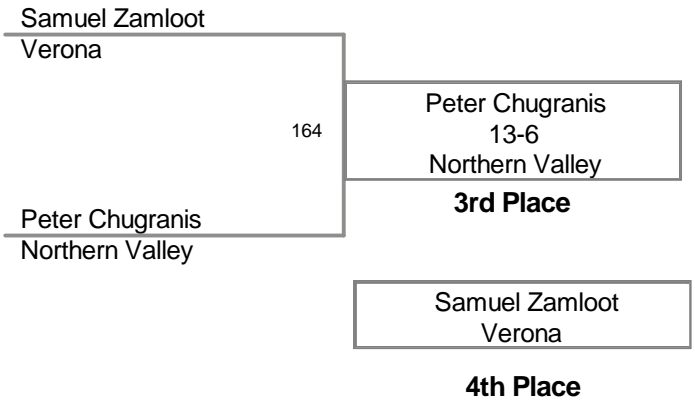 Samuel Zamloot
Verona
Peter Chugranis
13-6
Northern Valley
164
3rd Place
Peter Chugranis
Northern Valley
Samuel Zamloot
Verona
4th Place